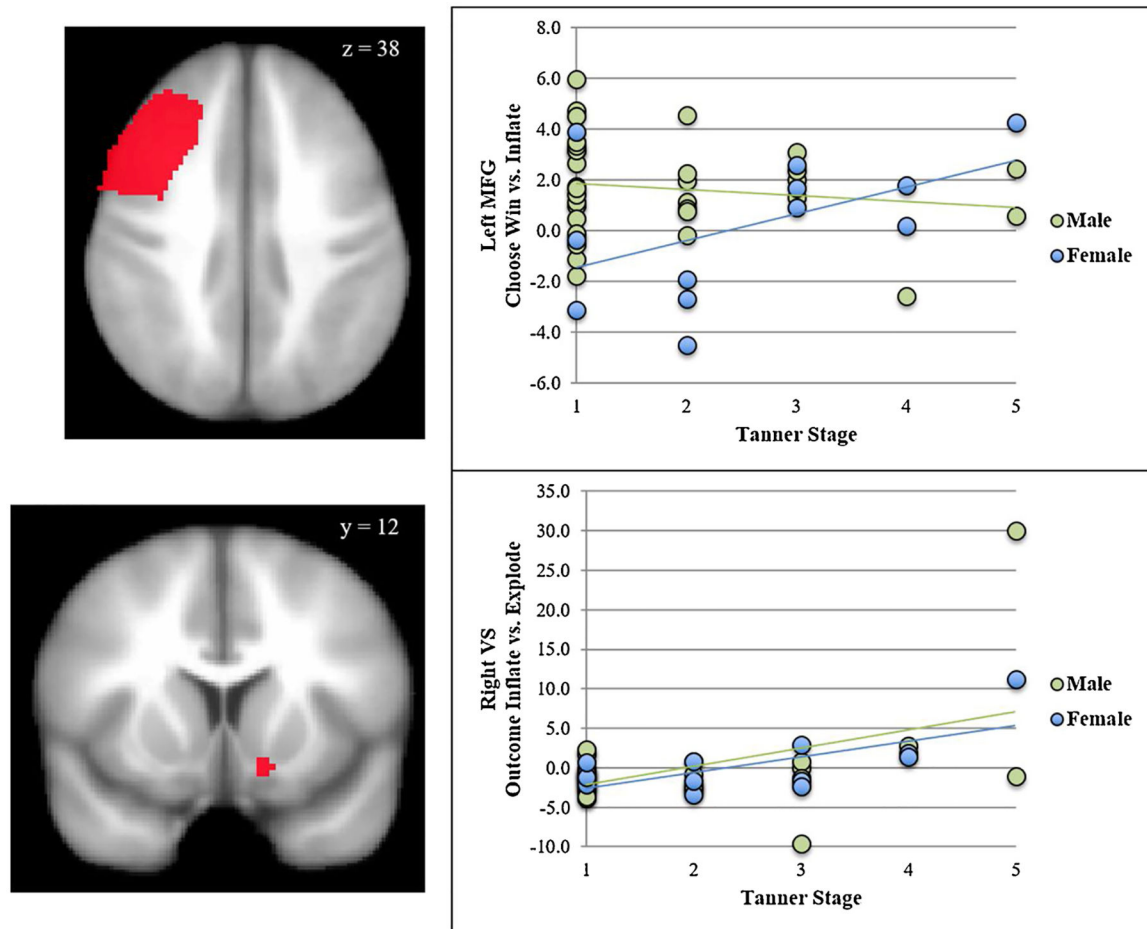 z = 38
Left MFG
Choose Win vs. Inflate
8.0
6.0
4.0
2.0
0.0
-2.0
-4.0
-6.0
1 2 3 4 5
Tanner Stage
Male
Female
y = 12
Right VS
Outcome Inflate vs. Explode
35.0
30.0
25.0
20.0
15.0
10.0
5.0
0.0
-5.0
-10.0
1 2 3 4 5
Tanner Stage
Male
Female